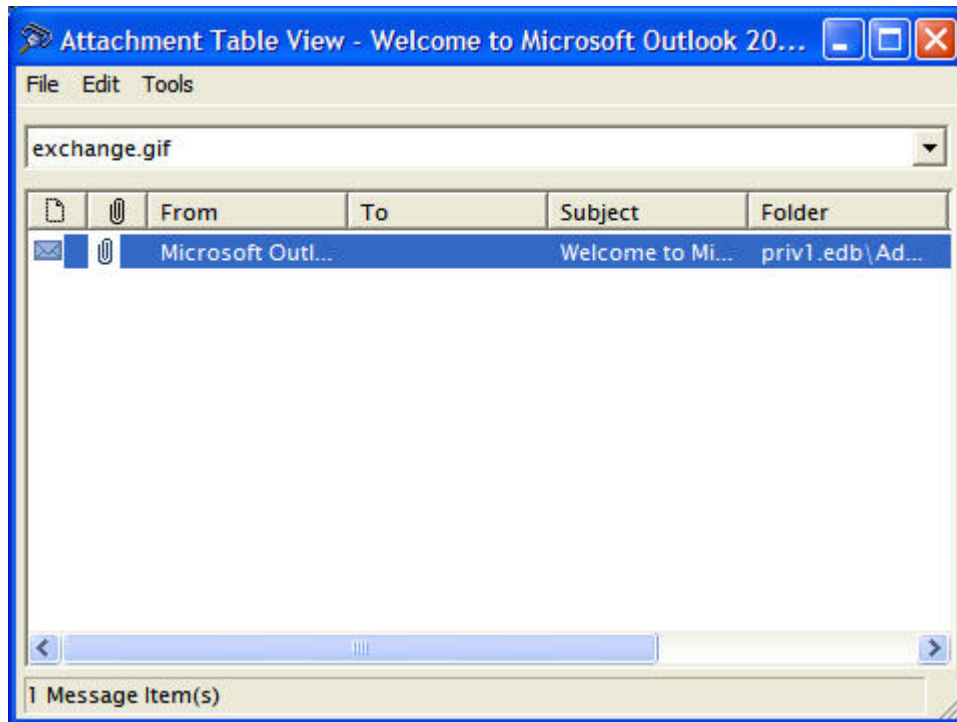 Attachment Table View - Welcome to Microsoft Outlook 20...
File Edit Tools
exchange.gif
From To Subject Folder
Microsoft Outl... Welcome to Mi... priv1.edb\Ad...
1 Message Item(s)